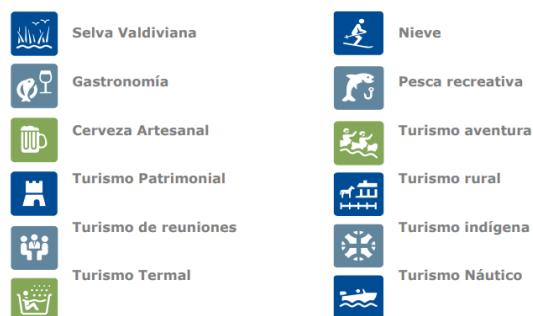 Selva Valdiviana
Gastronomía
Cerveza Artesanal
Turismo Patrimonial
Turismo de reuniones
Turismo Termal
Nieve
Pesca recreativa
Turismo aventura
Turismo rural
Turismo indígena
Turismo Náutico